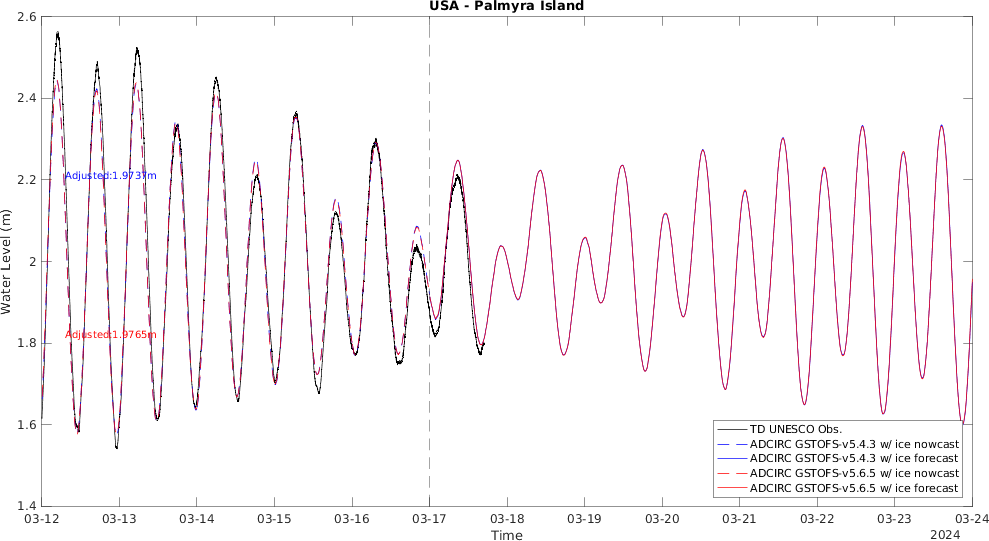 USA - Palmyra Island
2.6
2.4
2.2
2
1.8
1.6
1.4
Water Level (m)
Adjusted:1.9737m
Adjusted:1.9765m
TD UNESCO Obs.
ADCIRC GSTOFS-v5.4.3 w/ ice nowcast
ADCIRC GSTOFS-v5.4.3 w/ ice forecast
ADCIRC GSTOFS-v5.6.5 w/ ice nowcast
ADCIRC GSTOFS-v5.6.5 w/ ice forecast
03-12 03-13 03-14 03-15 03-16 03-17 03-18 03-19 03-20 03-21 03-22 03-23 03-24
Time
2024